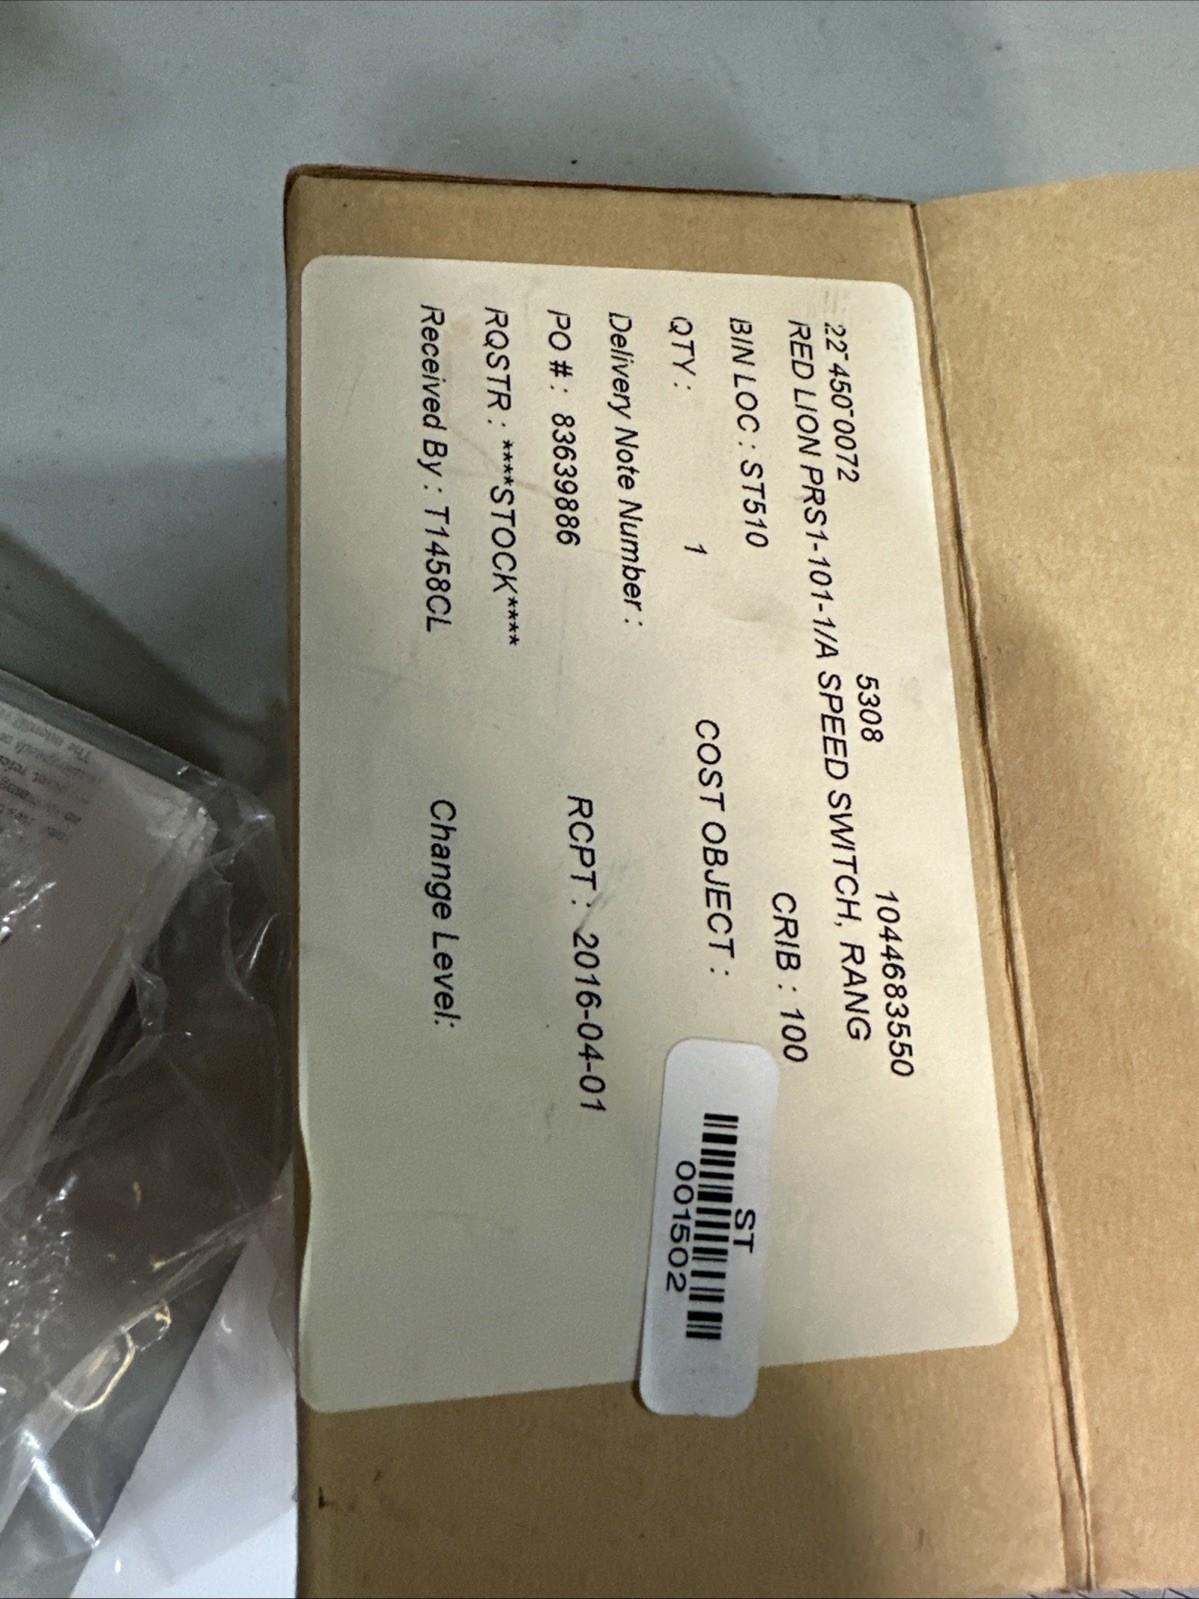 22-450-0072 5308 1044683550
RED LION PRS1-101-1/A SPEED SWITCH, RANG
BIN LOC : ST510 CRIB : 100
QTY : 1 COST OBJECT :
Delivery Note Number :
PO # : 83639886 RCPT : 2016-04-01
RQSTR : ****STOCK****
Received By : T1458CL Change Level:
ST
001502